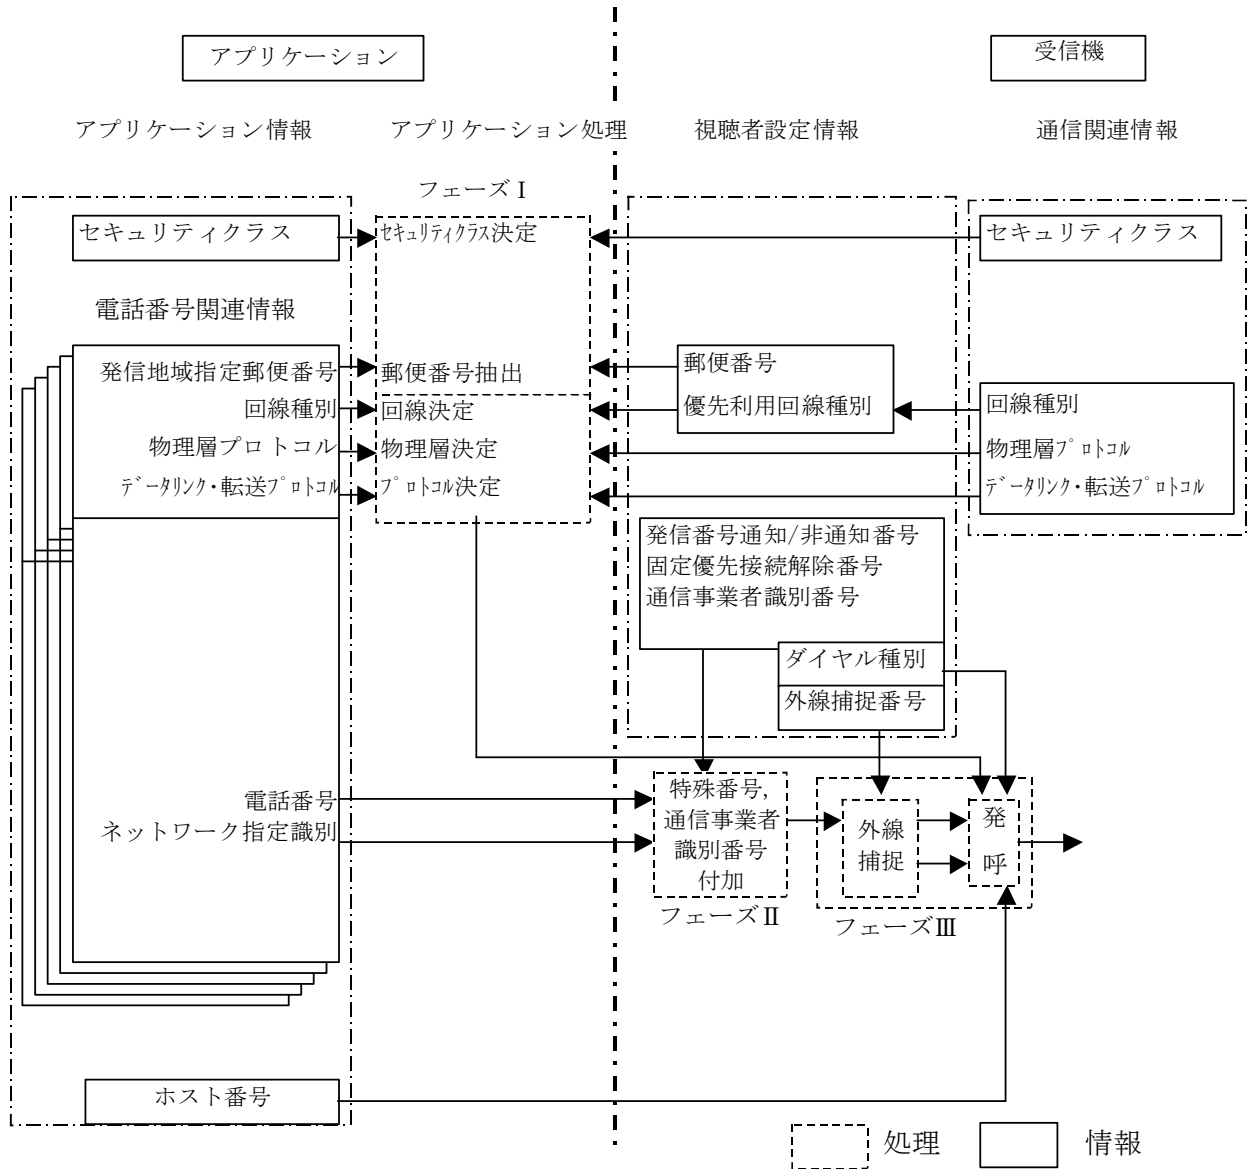 アプリケーション
受信機
アプリケーション情報
アプリケーション処理
視聴者設定情報
通信関連情報
フェーズⅠ
セキュリティクラス
セキュリティクラス決定
セキュリティクラス
電話番号関連情報
発信地域指定郵便番号
郵便番号抽出
郵便番号
回線種別
回線決定
優先利用回線種別
回線種別
物理層プロトコル
物理層決定
物理層プロトコル
データリンク・転送プロトコル
プロトコル決定
データリンク・転送プロトコル
発信番号通知/非通知番号
固定優先接続解除番号
通信事業者識別番号
ダイヤル種別
外線捕捉番号
電話番号
ネットワーク指定識別
特殊番号,
通信事業者
識別番号
付加
外線
捕捉
発
呼
フェーズⅡ
フェーズⅢ
ホスト番号
処理
情報